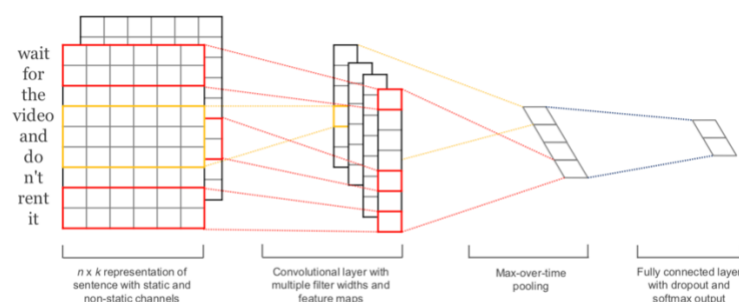 wait
for
the
video
and
do
n't
rent
it
n x k representation of
sentence with static and
non-static channels
Convolutional layer with
multiple filter widths and
feature maps
Max-over-time
pooling
Fully connected layer
with dropout and
softmax output